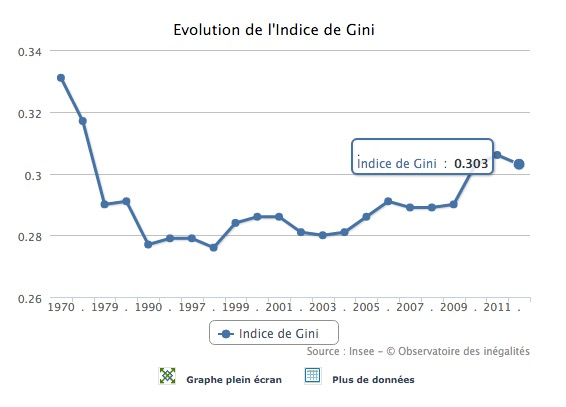 Evolution de l'Indice de Gini
0.34
0.32
0.3
0.28
0.26
.
Indice de Gini : 0.303
1970 . 1979 . 1990 . 1997 . 1999 . 2001 . 2003 . 2005 . 2007 . 2009 . 2011 .
Indice de Gini
Source : Insee – © Observatoire des inégalités
Graphe plein écran Plus de données